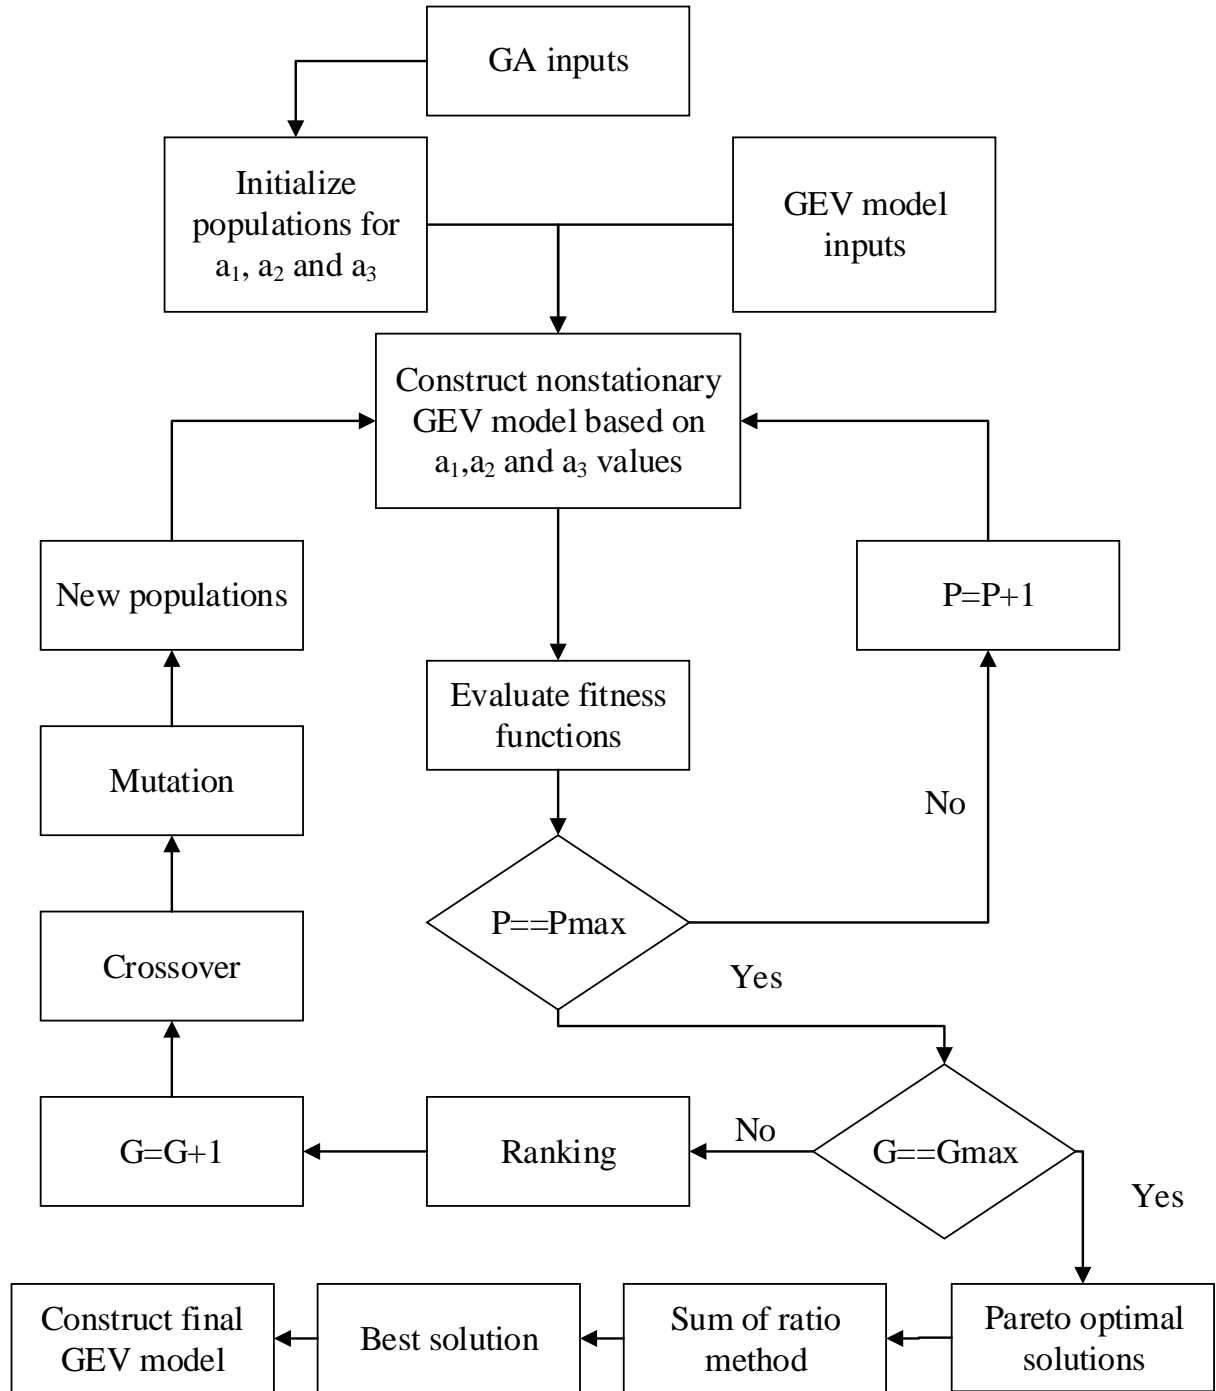 GA inputs
Initialize
populations for
a₁, a₂ and a₃
GEV model
inputs
Construct nonstationary
GEV model based on
a₁,a₂ and a₃ values
New populations
P=P+1
Evaluate fitness
functions
Mutation
No
P==Pmax
Crossover
Yes
G=G+1
Ranking
No
G==Gmax
Yes
Construct final
GEV model
Best solution
Sum of ratio
method
Pareto optimal
solutions